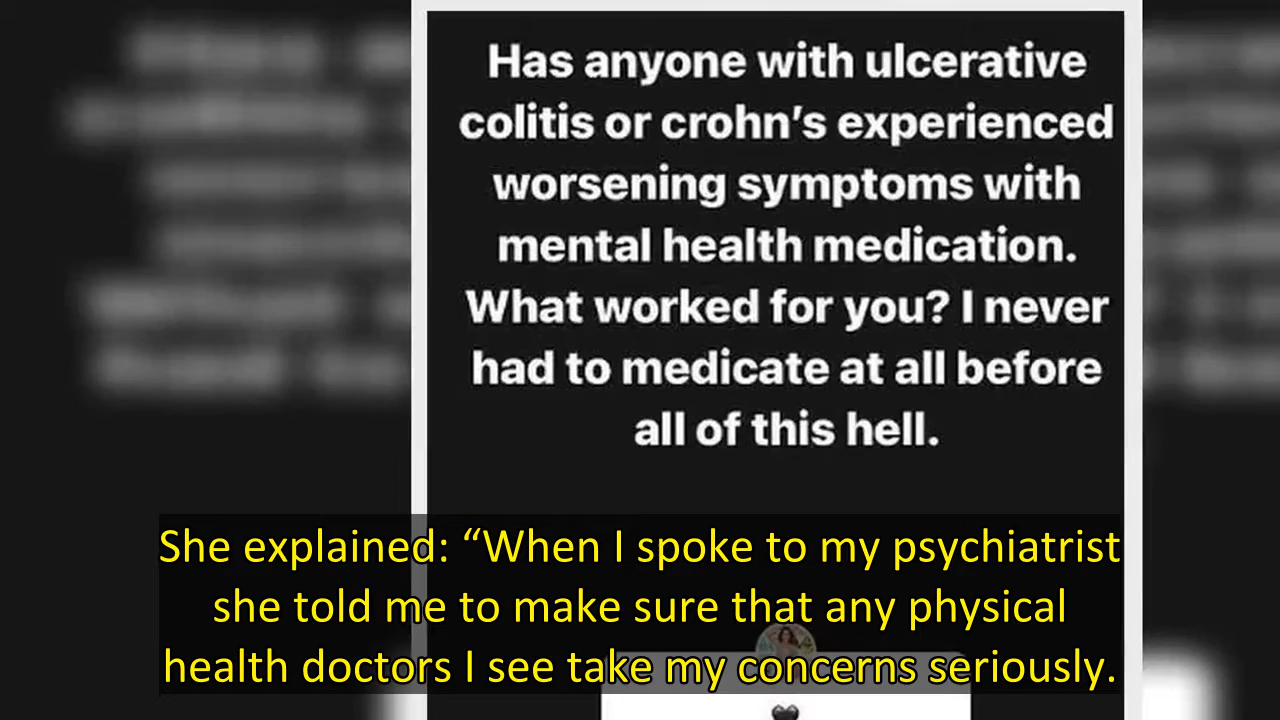 Has anyone with ulcerative
colitis or crohn's experienced
worsening symptoms with
mental health medication.
What worked for you? I never
had to medicate at all before
all of this hell.
She explained: “When I spoke to my psychiatrist
she told me to make sure that any physical
health doctors I see take my concerns seriously.